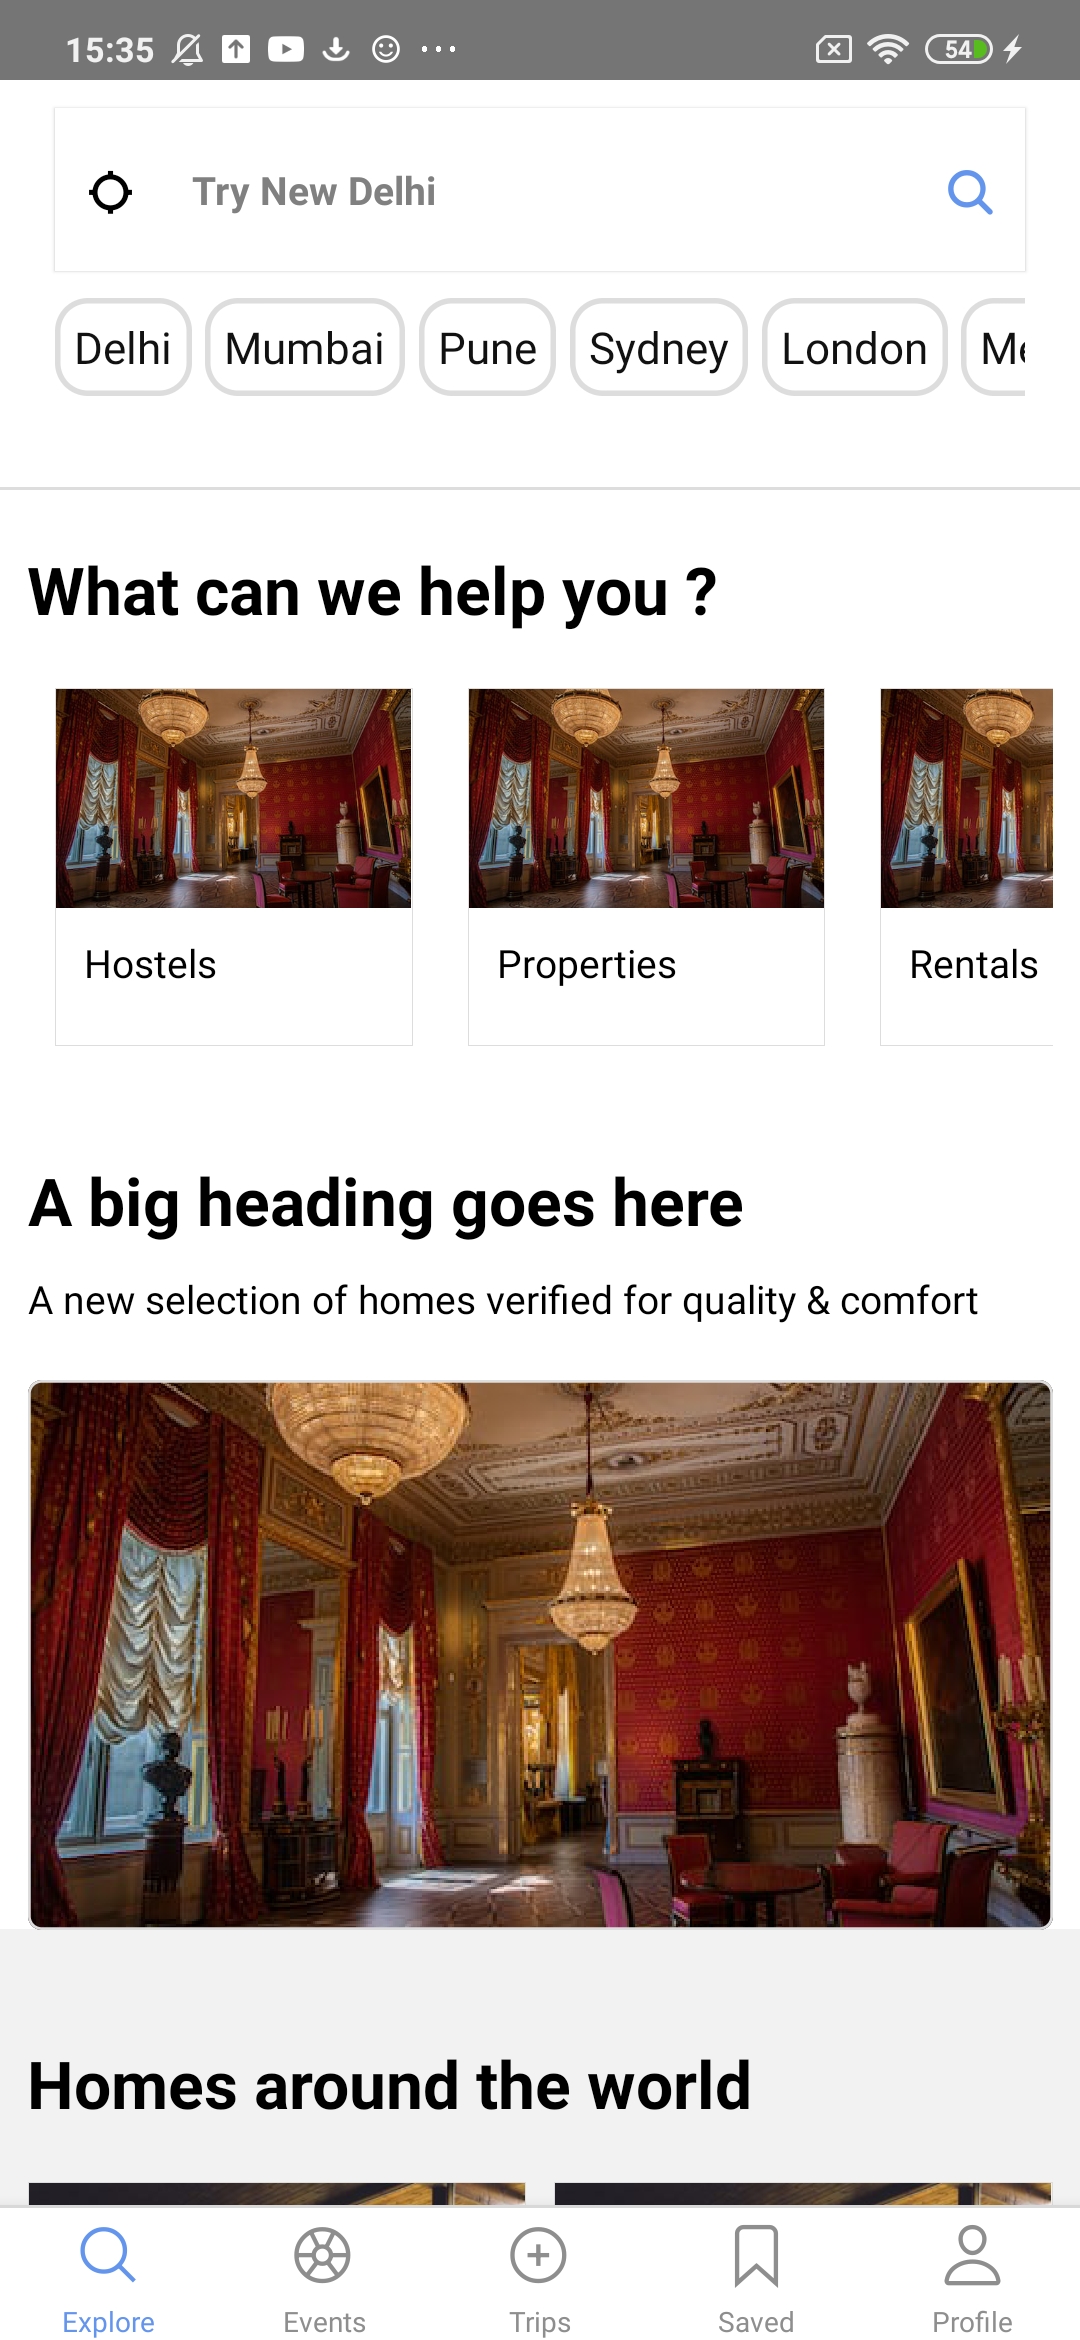 15:35
54
Try New Delhi
Delhi Mumbai Pune Sydney London Me
What can we help you ?
Hostels Properties Rentals
A big heading goes here
A new selection of homes verified for quality & comfort
Homes around the world
Explore Events Trips Saved Profile